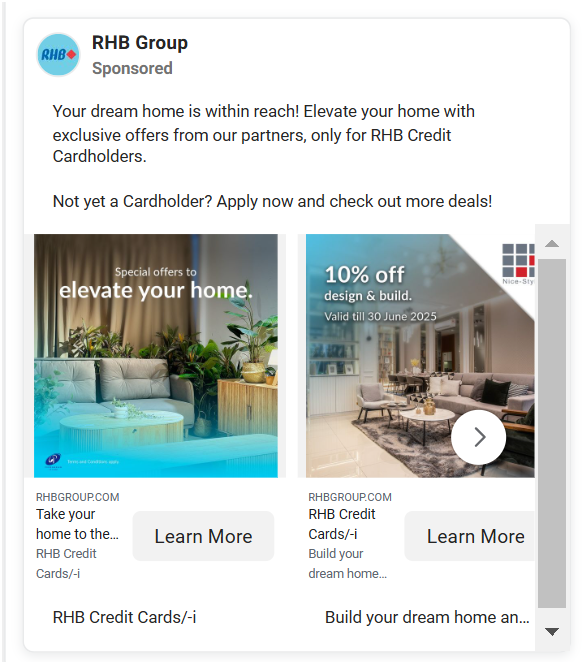 RHB
RHB Group
Sponsored
Your dream home is within reach! Elevate your home with
exclusive offers from our partners, only for RHB Credit
Cardholders.
Not yet a Cardholder? Apply now and check out more deals!
Special offers to
elevate your home.
Terms and Conditions apply.
10% off
design & build.
Valid till 30 June 2025
Nice-Sty
RHBGROUP.COM
Take your
home to the...
RHB Credit
Cards/-i
Learn More
RHBGROUP.COM
RHB Credit
Cards/-i
Build your
dream home...
Learn More
RHB Credit Cards/-i
Build your dream home an...